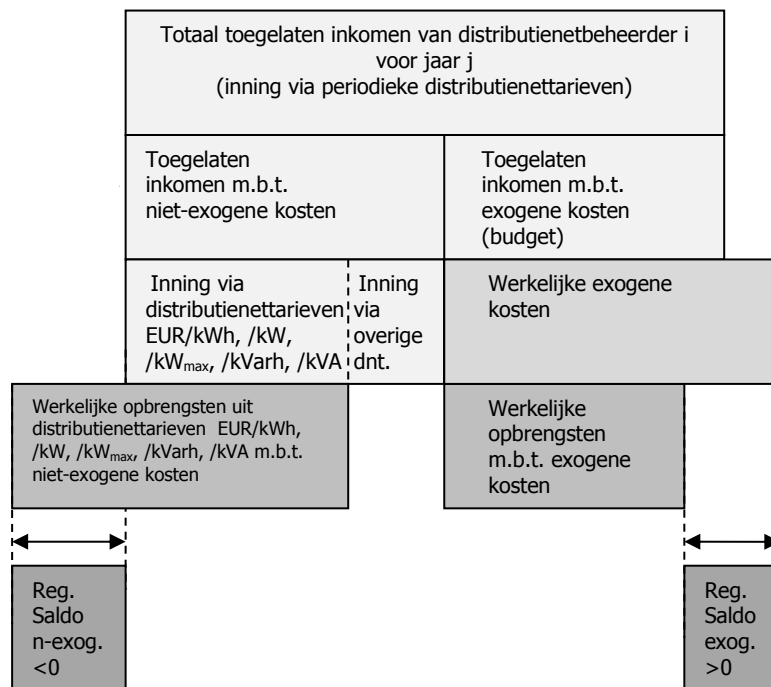 Totaal toegelaten inkomen van distributienetbeheerder i
voor jaar j
(inning via periodieke distributienettarieven)
Toegelaten
inkomen m.b.t.
niet-exogene kosten
Toegelaten
inkomen m.b.t.
exogene kosten
(budget)
Inning via
distributienettarieven
EUR/kWh, /kW,
/kWmax, /kVarh, /kVA
Inning
via
overige
dnt.
Werkelijke exogene
kosten
Werkelijke opbrengsten uit
distributienettarieven EUR/kWh,
/kW, /kWmax, /kVarh, /kVA m.b.t.
niet-exogene kosten
Werkelijke
opbrengsten
m.b.t. exogene
kosten
Reg.
Saldo
n-exog.
<0
Reg.
Saldo
exog.
>0